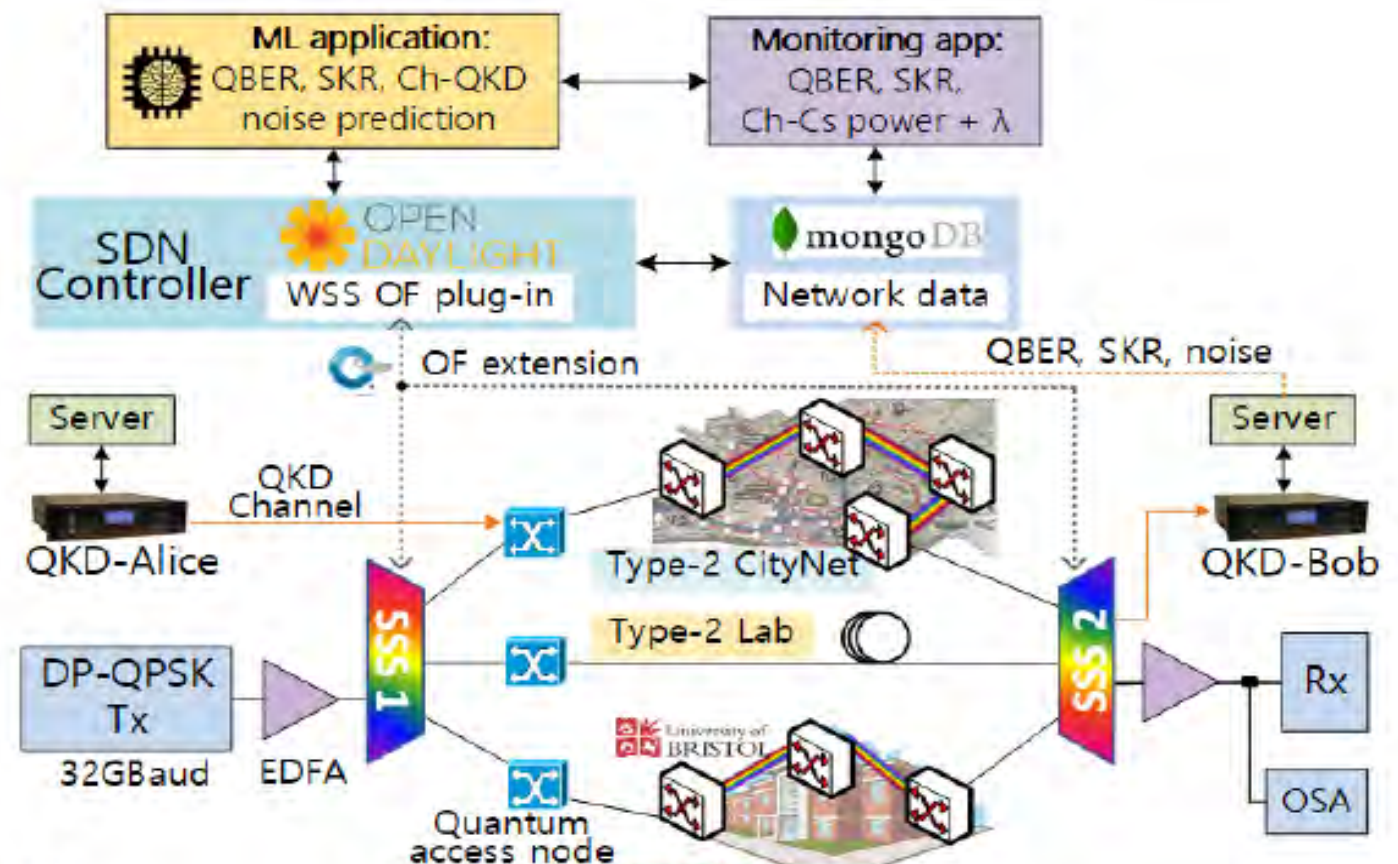 ML application:
QBER, SKR, Ch-QKD
noise prediction
Monitoring app:
QBER, SKR,
Ch-Cs power + λ
SDN
Controller
OPEN
DAYLIGHT
WSS OF plug-in
mongoDB
Network data
OF extension
QBER, SKR, noise
Server
QKD
Channel
QKD-Alice
Type-2 CityNet
Server
QKD-Bob
SSS 1
Type-2 Lab
SSS 2
DP-QPSK
Tx
32GBaud
EDFA
University of
BRISTOL
Quantum
access node
Rx
OSA